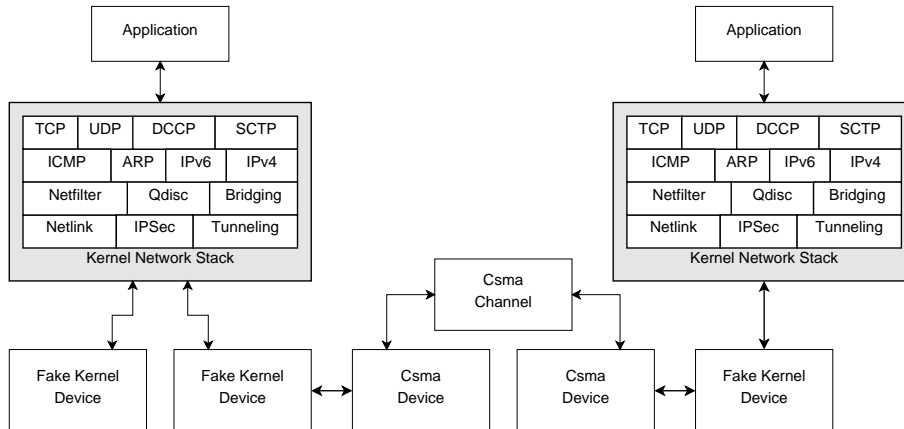 Application
Application
TCP UDP DCCP SCTP
ICMP ARP IPv6 IPv4
Netfilter Qdisc Bridging
Netlink IPSec Tunneling
Kernel Network Stack
TCP UDP DCCP SCTP
ICMP ARP IPv6 IPv4
Netfilter Qdisc Bridging
Netlink IPSec Tunneling
Kernel Network Stack
Csma
Channel
Fake Kernel
Device
Fake Kernel
Device
Csma
Device
Csma
Device
Fake Kernel
Device